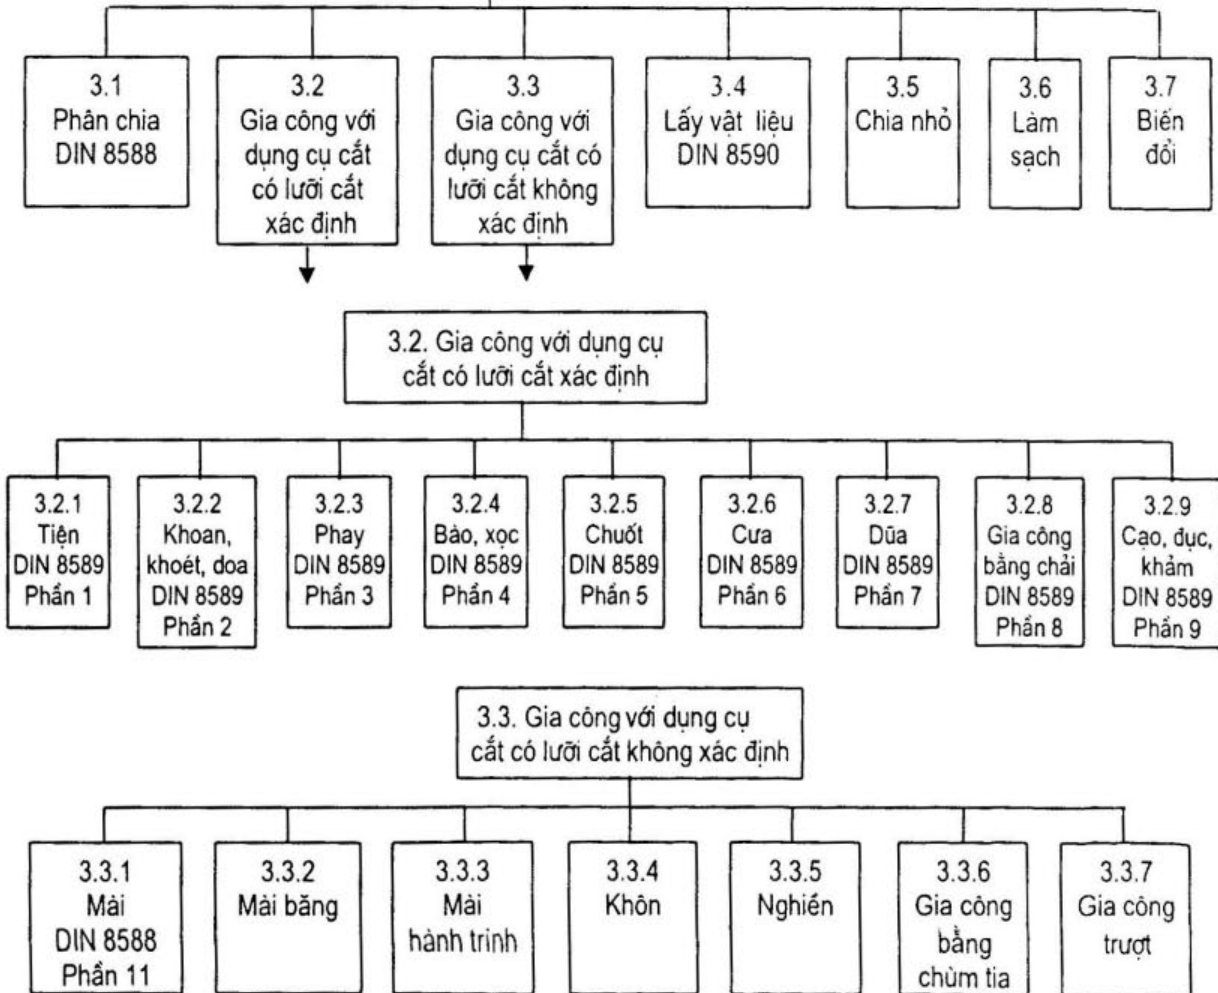 3.1
Phân chia
DIN 8588
3.2
Gia công với
dụng cụ cắt
có lưỡi cắt
xác định
3.3
Gia công với
dụng cụ cắt có
lưỡi cắt không
xác định
3.4
Lấy vật liệu
DIN 8590
3.5
Chia nhỏ
3.6
Làm
sạch
3.7
Biến
đổi
3.2. Gia công với dụng cụ
cắt có lưỡi cắt xác định
3.2.1
Tiện
DIN 8589
Phần 1
3.2.2
Khoan,
khoét, doa
DIN 8589
Phần 2
3.2.3
Phay
DIN 8589
Phần 3
3.2.4
Bào, xọc
DIN 8589
Phần 4
3.2.5
Chuốt
DIN 8589
Phần 5
3.2.6
Cưa
DIN 8589
Phần 6
3.2.7
Dũa
DIN 8589
Phần 7
3.2.8
Gia công
bằng chải
DIN 8589
Phần 8
3.2.9
Cạo, đục,
khảm
DIN 8589
Phần 9
3.3. Gia công với dụng cụ
cắt có lưỡi cắt không xác định
3.3.1
Mài
DIN 8588
Phần 11
3.3.2
Mài băng
3.3.3
Mài
hành trình
3.3.4
Khôn
3.3.5
Nghiền
3.3.6
Gia công
bằng
chùm tia
3.3.7
Gia công
trượt